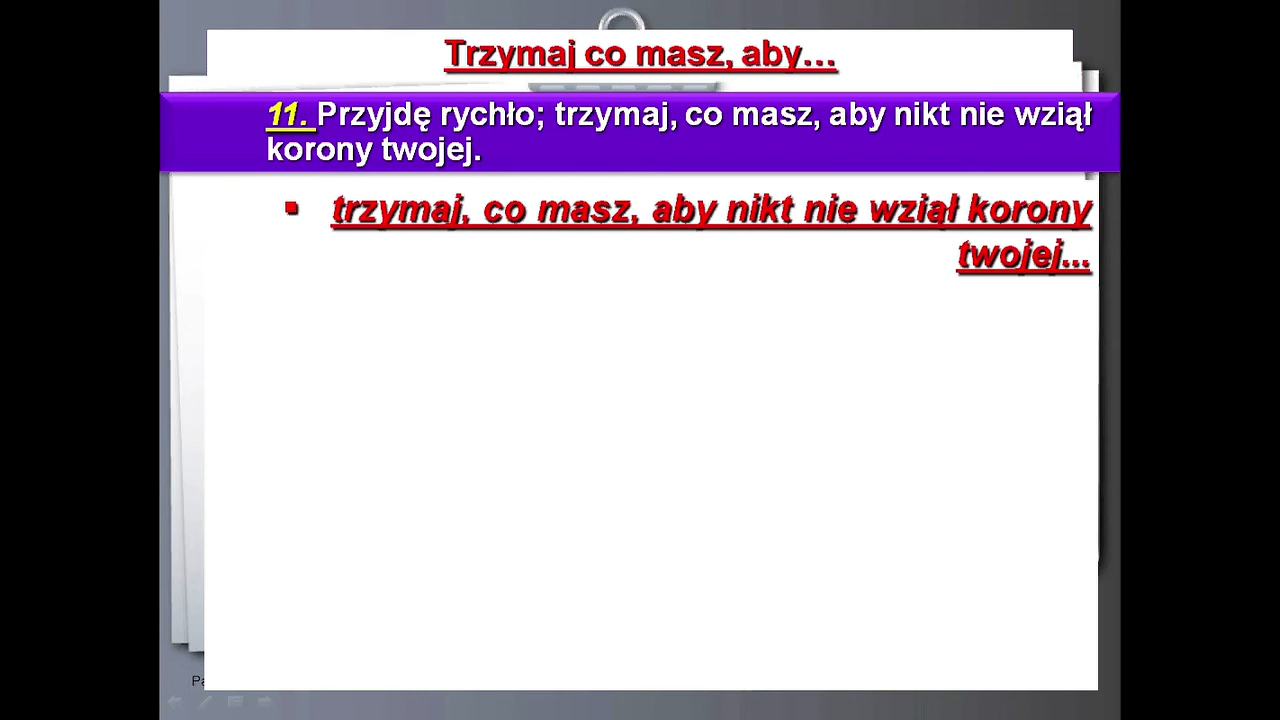 Trzymaj co masz, aby...
11. Przyjdę rychło; trzymaj, co masz, aby nikt nie wziął
korony twojej.
▪ trzymaj, co masz, aby nikt nie wziął korony
twojej...